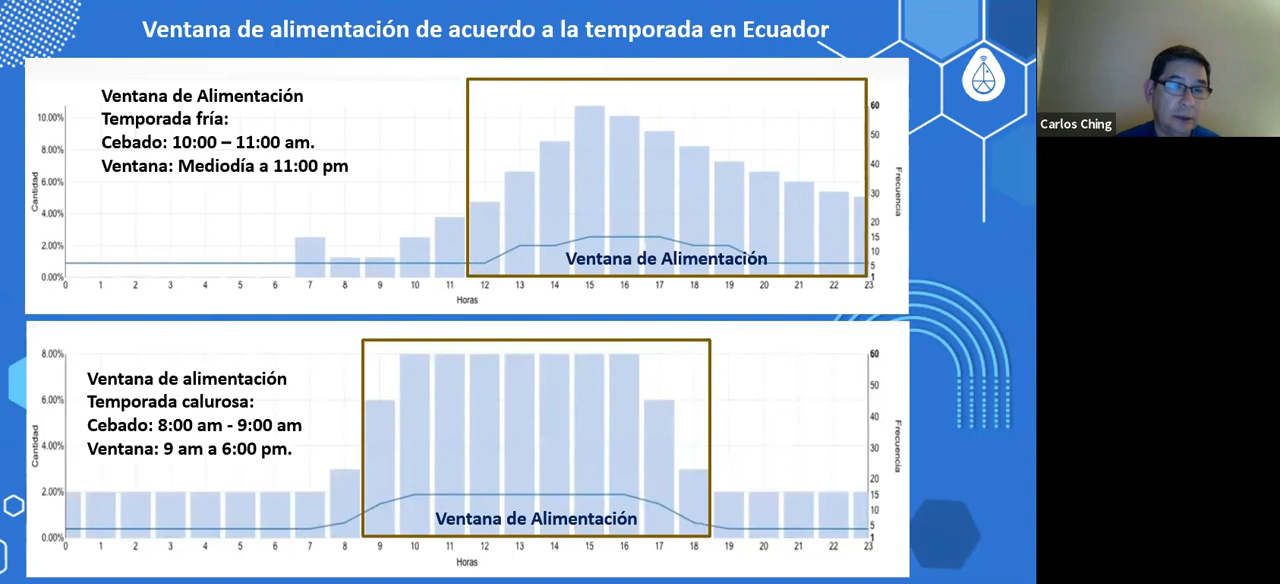 Ventana de alimentación de acuerdo a la temporada en Ecuador
Carlos Ching
Ventana de Alimentación
Temporada fría:
Cebado: 10:00 – 11:00 am.
Ventana: Mediodía a 11:00 pm
Cantidad
10.00%
8.00%
6.00%
4.00%
2.00%
0.00%
Ventana de Alimentación
60
50
40
30
20
15
10
5
1
Frecuencia
0 1 2 3 4 5 6 7 8 9 10 11 12 13 14 15 16 17 18 19 20 21 22 23
Horas
Ventana de alimentación
Temporada calurosa:
Cebado: 8:00 am - 9:00 am
Ventana: 9 am a 6:00 pm.
Cantidad
8.00%
6.00%
4.00%
2.00%
0.00%
Ventana de Alimentación
60
50
40
30
20
15
10
5
1
Frecuencia
0 1 2 3 4 5 6 7 8 9 10 11 12 13 14 15 16 17 18 19 20 21 22 23
Horas